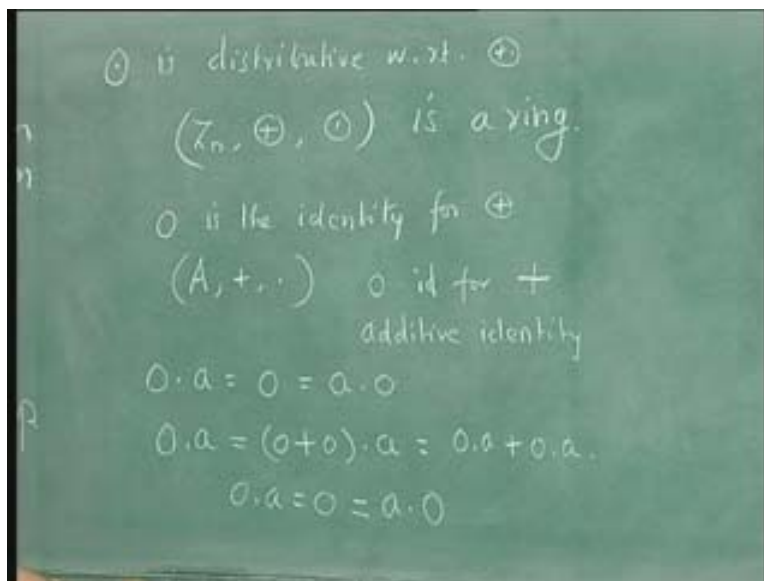 ⊙ is distributive w.rt. ⊕
(Zn, ⊕, ⊙) is a ring.
0 is the identity for ⊕
(A, +, ·) 0 id for +
additive identity
0·a = 0 = a·0
0.a = (0+0).a = 0.a + 0.a.
0.a = 0 = a.0